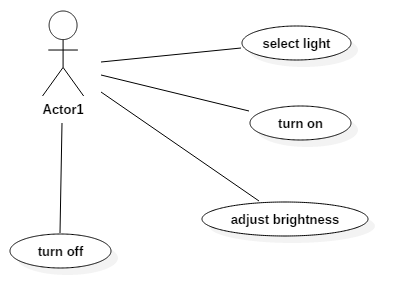 select light
Actor1
turn on
adjust brightness
turn off